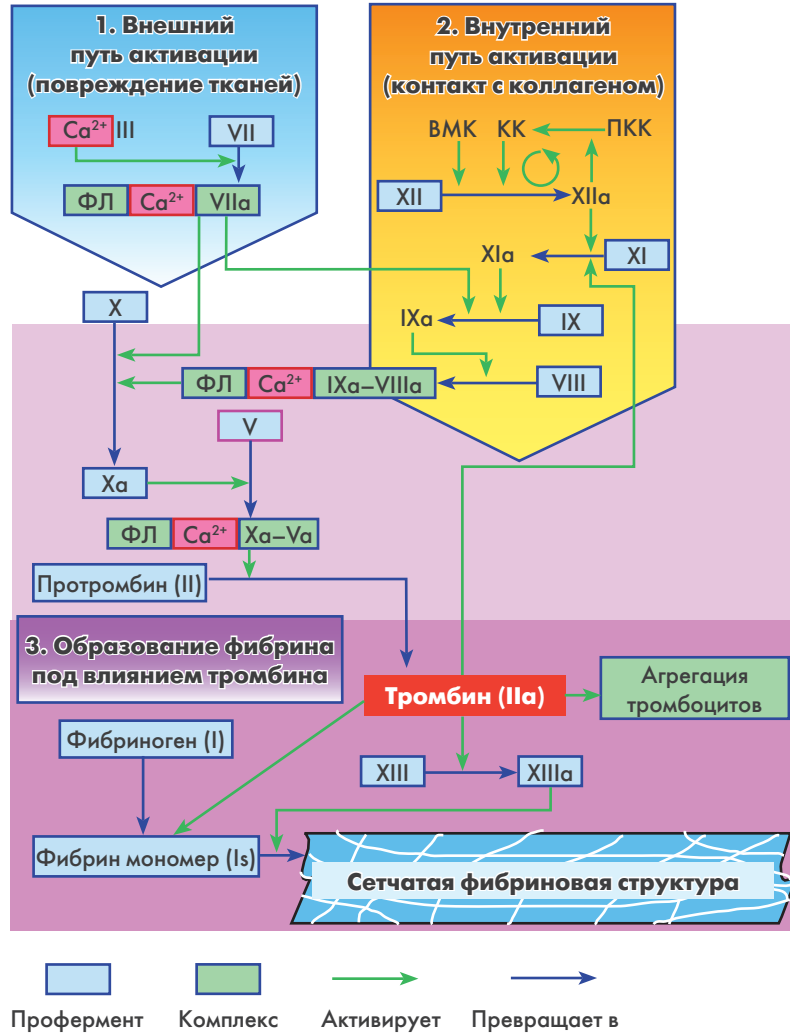 1. Внешний
путь активации
(повреждение тканей)
Ca²⁺ III
VII
ФЛ Ca²⁺ VIIa
2. Внутренний
путь активации
(контакт с коллагеном)
ВМК КК ПКК
XII XIIa
XIa XI
IXa IX
VIII
X
ФЛ Ca²⁺ IXa–VIIIa
V
Xa
ФЛ Ca²⁺ Xa–Va
Протромбин (II)
3. Образование фибрина
под влиянием тромбина
Тромбин (IIa)
Агрегация
тромбоцитов
Фибриноген (I)
XIII XIIIa
Фибрин мономер (Is)
Сетчатая фибриновая структура
Профермент Комплекс Активирует Превращает в